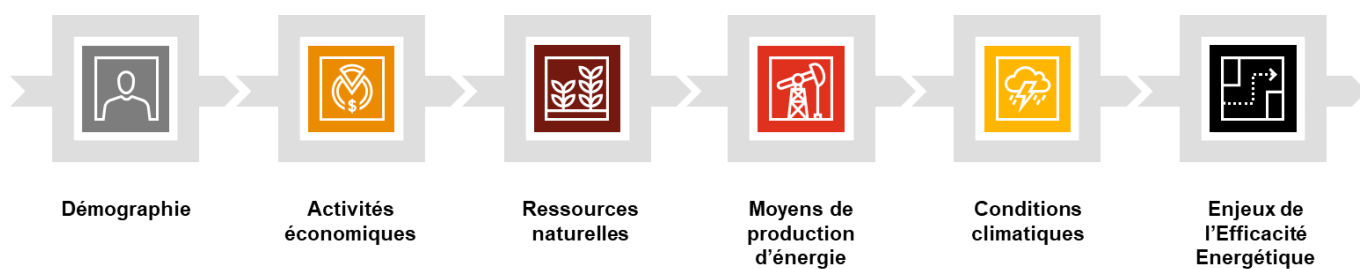 $
Démographie
Activités
économiques
Ressources
naturelles
Moyens de
production
d’énergie
Conditions
climatiques
Enjeux de
l’Efficacité
Energétique